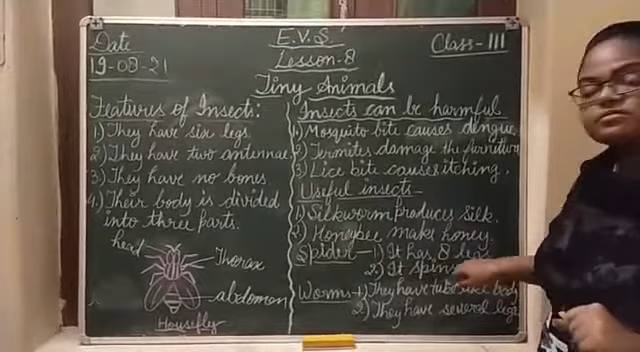 Date
19-08-21
E.V.S
Lesson-8
Class-III
Tiny Animals
Features of Insects:
1) They have six legs.
2) They have two antennae
3) They have no bones
4.) Their body is divided
into three parts.
head
Thorax
abdomen
Housefly
Insects can be harmful
1) Mosquito bite causes dengue
2) Termites damage the furniture
3) Lice bite causes itching.
Useful insects-
1) Silkworm produces silk.
2) Honeybee makes honey.
Spider-1) It has 8 legs
2) It spins
Worms-1) They have tube like body
2) They have several legs